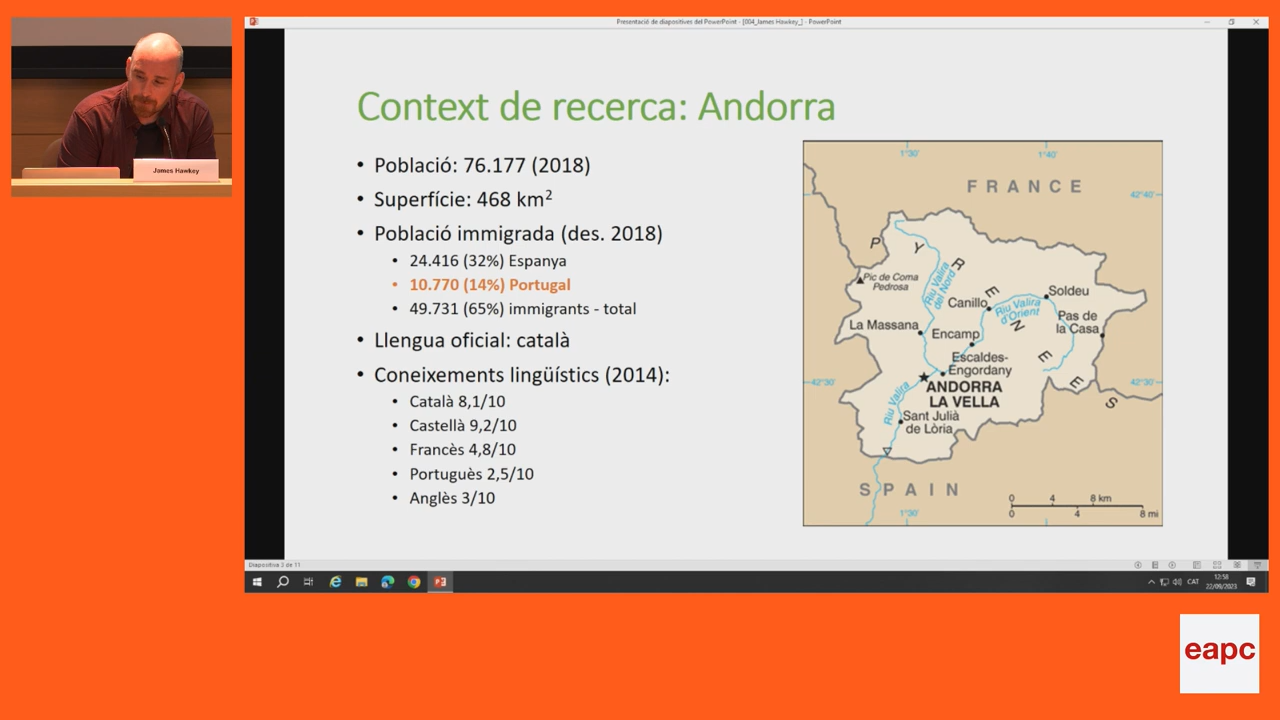 Presentació de diapositives del PowerPoint - [004_James Hawkey_] - PowerPoint
James Hawkey
Context de recerca: Andorra
• Població: 76.177 (2018)
• Superfície: 468 km²
• Població immigrada (des. 2018)
• 24.416 (32%) Espanya
• 10.770 (14%) Portugal
• 49.731 (65%) immigrants - total
• Llengua oficial: català
• Coneixements lingüístics (2014):
• Català 8,1/10
• Castellà 9,2/10
• Francès 4,8/10
• Portuguès 2,5/10
• Anglès 3/10
1°30'
1°40'
FRANCE
42°40'
PYRENEES
Pic de Coma
Pedrosa
Riu Valira
del Nord
Soldeu
Canillo
Riu Valira
d'Orient
Pas de
la Casa
La Massana
Encamp
Escaldes-
Engordany
42°30'
42°30'
ANDORRA
LA VELLA
Riu Valira
Sant Julià
de Lòria
SPAIN
0 4 8 km
0 4 8 mi
1°30'
Diapositiva 3 de 11
CAT
12:58
22/09/2023
eapc